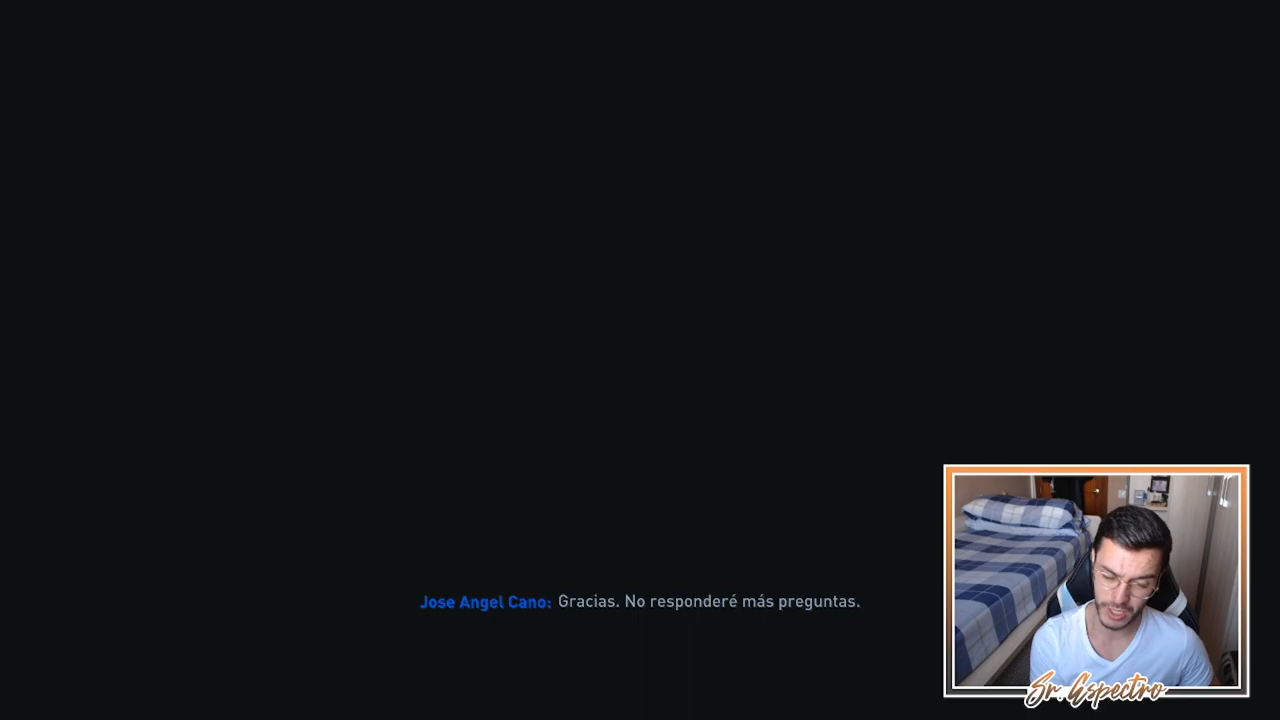 Jose Angel Cano: Gracias. No responderé más preguntas.
Sr. Espectro